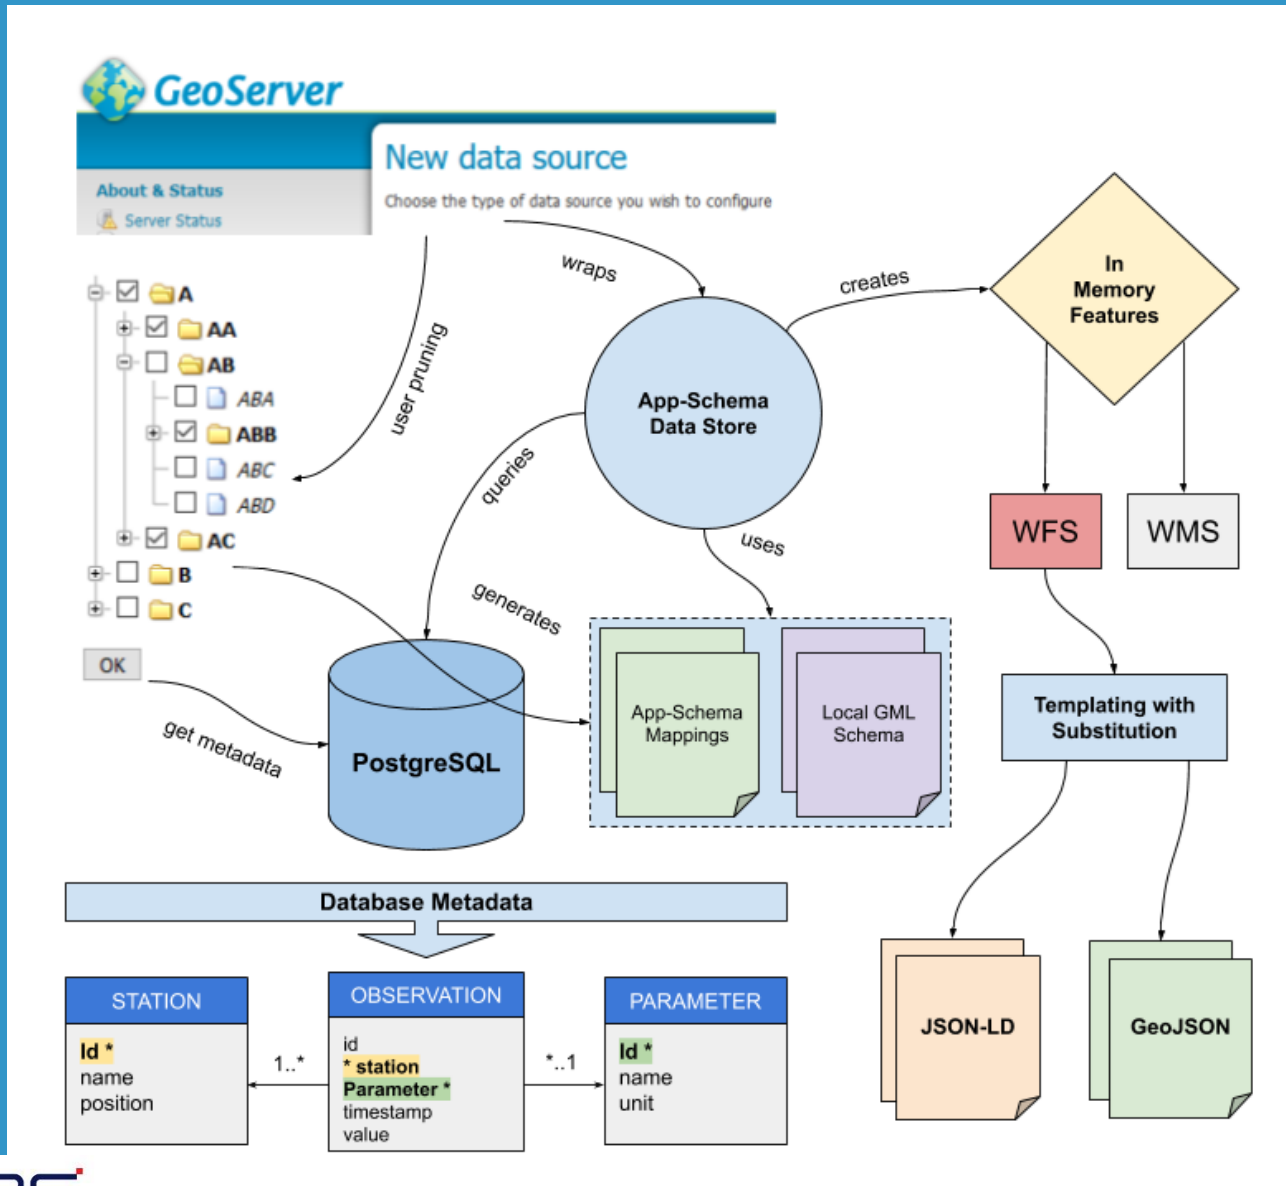 GeoServer
New data source
About & Status
Choose the type of data source you wish to configure
Server Status
wraps
creates
user pruning
In
Memory
Features
A
AA
AB
ABA
ABB
ABC
ABD
AC
B
C
OK
App-Schema
Data Store
queries
uses
generates
get metadata
WFS
WMS
PostgreSQL
App-Schema
Mappings
Local GML
Schema
Templating with
Substitution
JSON-LD
GeoJSON
Database Metadata
STATION
Id *
name
position
1..*
OBSERVATION
id
* station
Parameter *
timestamp
value
*..1
PARAMETER
Id *
name
unit